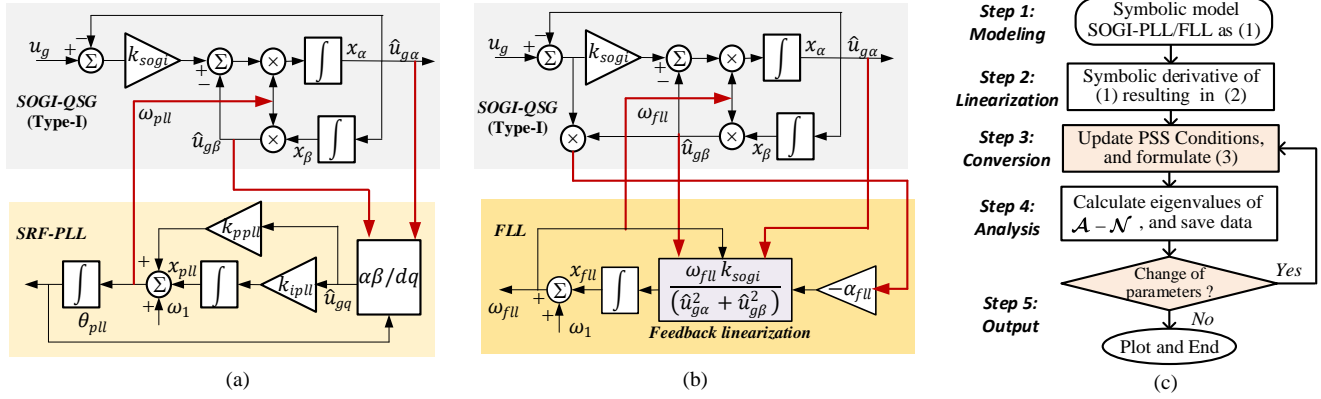 u_g
k_sogi
Σ
Σ
×
∫
x_α
û_gα
+
−
+
−
SOGI-QSG
(Type-I)
ω_pll
û_gβ
×
x_β
∫
SRF-PLL
k_ppll
x_pll
∫
θ_pll
Σ
+
+
+
ω_1
∫
k_ipll
û_gq
αβ/dq
(a)
u_g
k_sogi
Σ
Σ
×
∫
x_α
û_gα
+
−
+
−
SOGI-QSG
(Type-I)
ω_fll
×
û_gβ
×
x_β
∫
FLL
x_fll
ω_fll
Σ
+
+
ω_1
∫
ω_fll k_sogi
(û²_gα + û²_gβ)
−α_fll
Feedback linearization
(b)
Step 1:
Modeling
Symbolic model
SOGI-PLL/FLL as (1)
Step 2:
Linearization
Symbolic derivative of
(1) resulting in (2)
Step 3:
Conversion
Update PSS Conditions,
and formulate (3)
Step 4:
Analysis
Calculate eigenvalues of
𝓐 − 𝓝 , and save data
Step 5:
Output
Change of
parameters ?
Yes
No
Plot and End
(c)